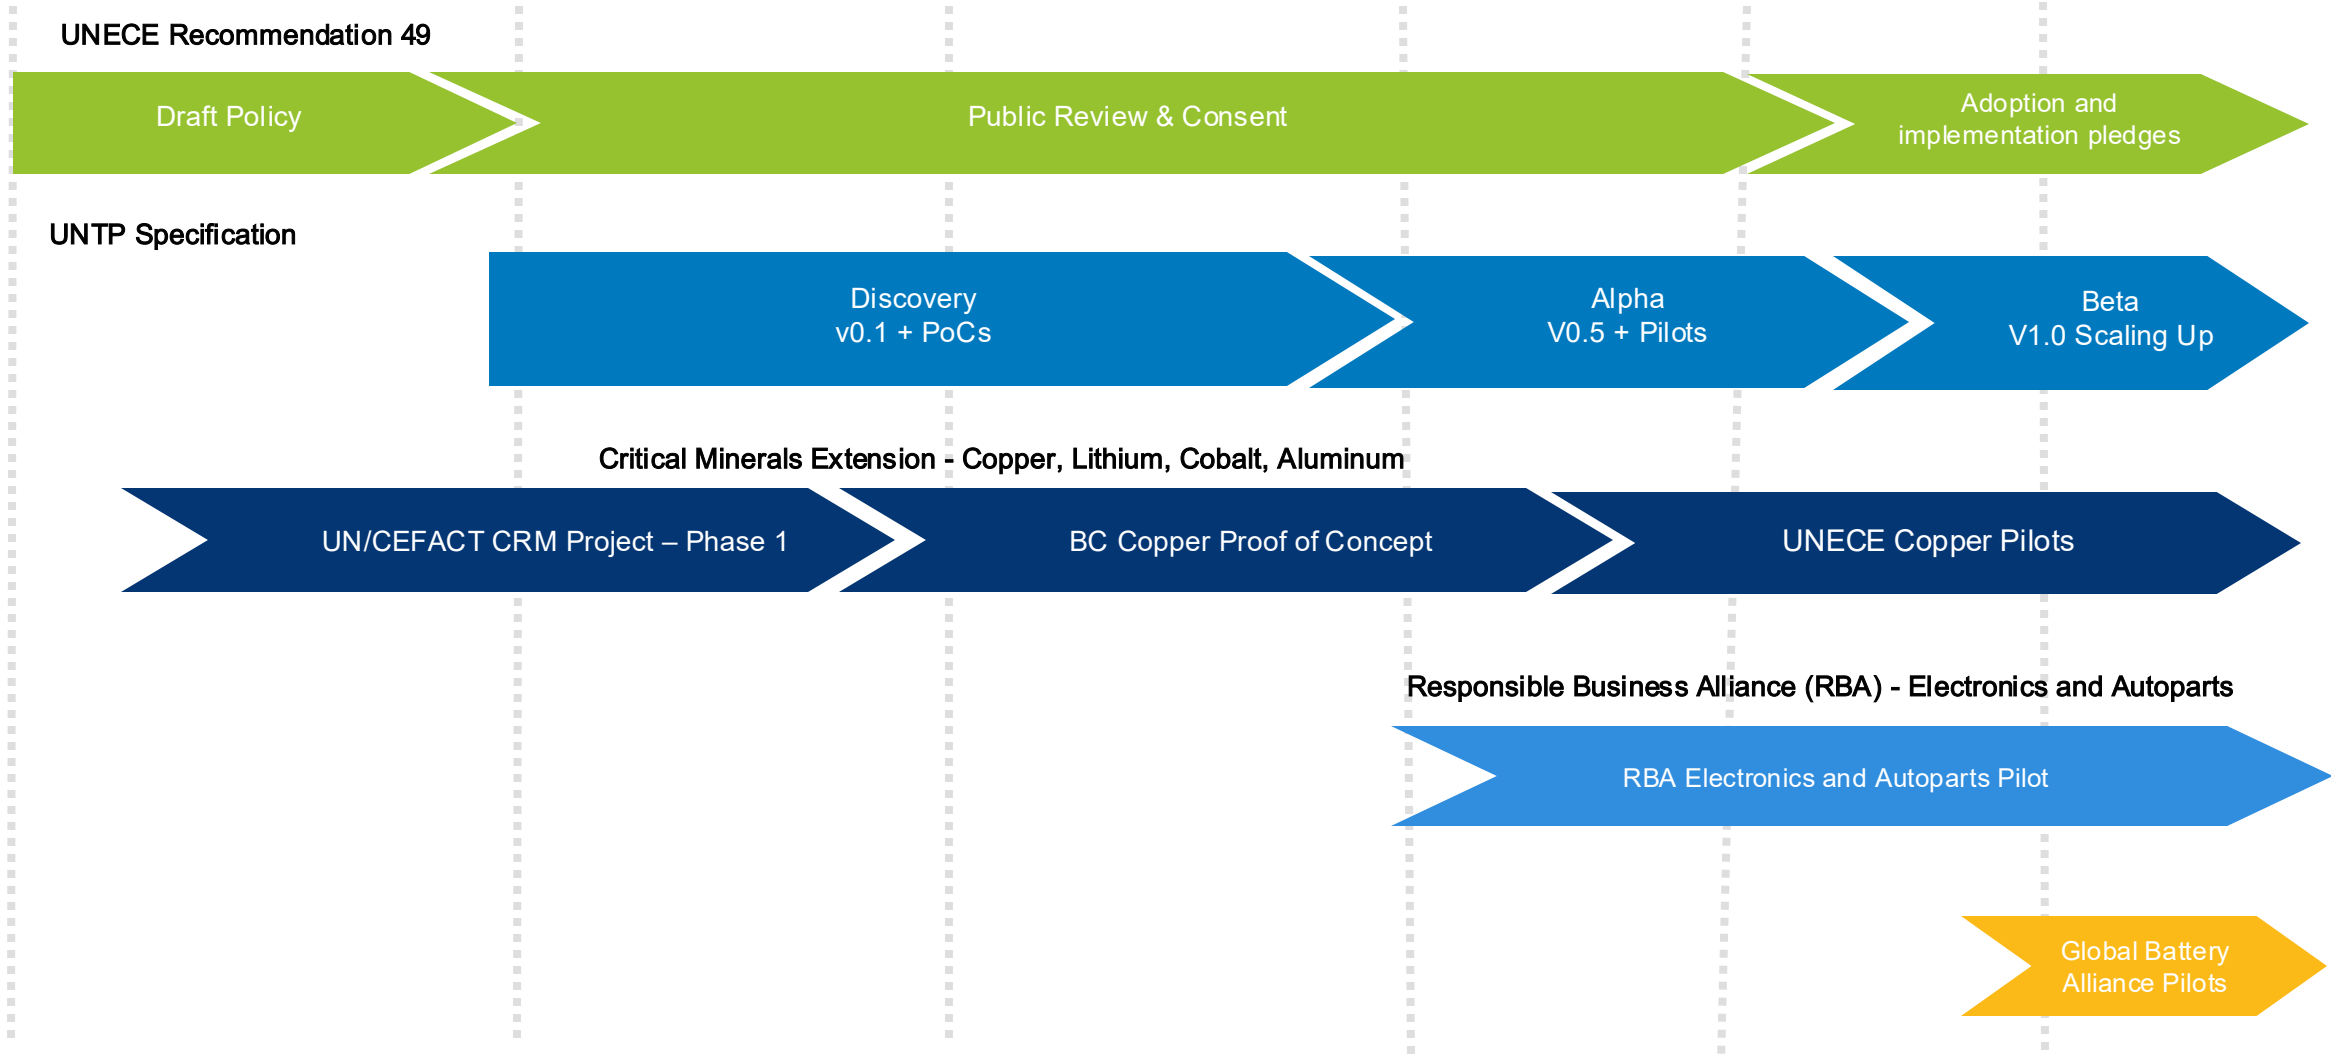 UNECE Recommendation 49
Draft Policy
Public Review & Consent
Adoption and
implementation pledges
UNTP Specification
Discovery
v0.1 + PoCs
Alpha
V0.5 + Pilots
Beta
V1.0 Scaling Up
Critical Minerals Extension - Copper, Lithium, Cobalt, Aluminum
UN/CEFACT CRM Project – Phase 1
BC Copper Proof of Concept
UNECE Copper Pilots
Responsible Business Alliance (RBA) - Electronics and Autoparts
RBA Electronics and Autoparts Pilot
Global Battery
Alliance Pilots